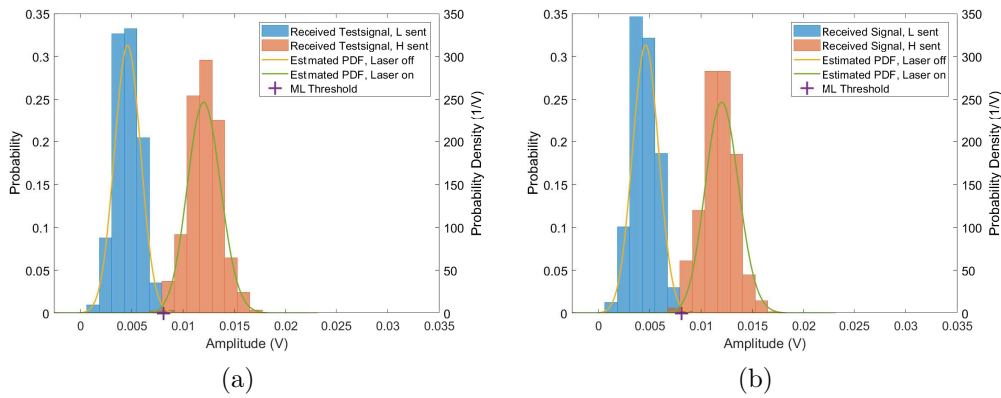 0.35
0.3
0.25
0.2
0.15
0.1
0.05
0
Probability
350
300
250
200
150
100
50
0
Probability Density (1/V)
Received Testsignal, L sent
Received Testsignal, H sent
Estimated PDF, Laser off
Estimated PDF, Laser on
ML Threshold
0 0.005 0.01 0.015 0.02 0.025 0.03 0.035
Amplitude (V)
(a)
0.35
0.3
0.25
0.2
0.15
0.1
0.05
0
Probability
350
300
250
200
150
100
50
0
Probability Density (1/V)
Received Signal, L sent
Received Signal, H sent
Estimated PDF, Laser off
Estimated PDF, Laser on
ML Threshold
0 0.005 0.01 0.015 0.02 0.025 0.03 0.035
Amplitude (V)
(b)